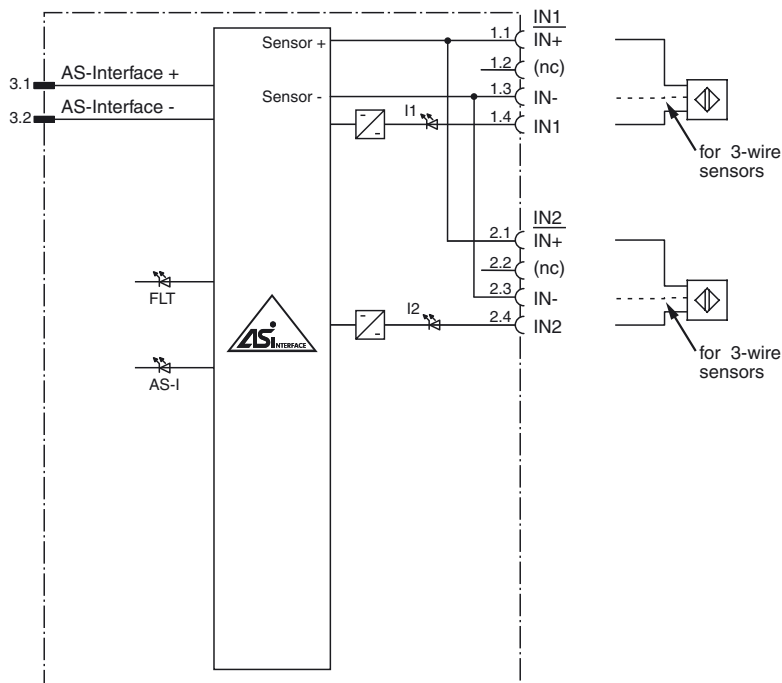 IN1
Sensor +
1.1
IN+
1.2
(nc)
3.1
AS-Interface +
Sensor -
1.3
IN-
3.2
AS-Interface -
I1
1.4
IN1
for 3-wire
sensors
IN2
2.1
IN+
2.2
(nc)
FLT
2.3
IN-
I2
2.4
IN2
ASi
INTERFACE
for 3-wire
sensors
AS-I